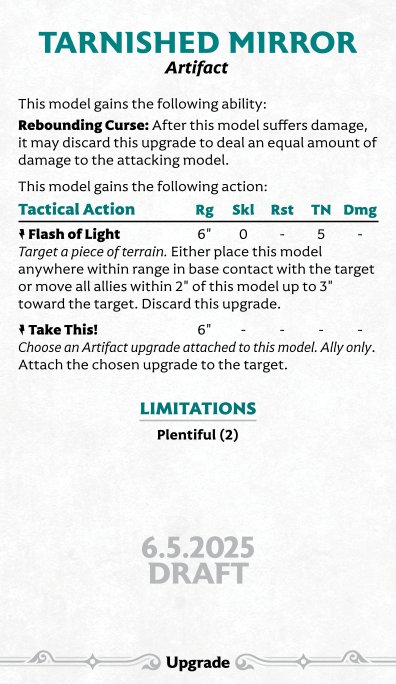 TARNISHED MIRROR
Artifact
This model gains the following ability:
Rebounding Curse: After this model suffers damage,
it may discard this upgrade to deal an equal amount of
damage to the attacking model.
This model gains the following action:
Tactical Action Rg Skl Rst TN Dmg
Flash of Light 6" 0 - 5 -
Target a piece of terrain. Either place this model
anywhere within range in base contact with the target
or move all allies within 2" of this model up to 3"
toward the target. Discard this upgrade.
Take This! 6" - - - -
Choose an Artifact upgrade attached to this model. Ally only.
Attach the chosen upgrade to the target.
LIMITATIONS
Plentiful (2)
6.5.2025
DRAFT
Upgrade